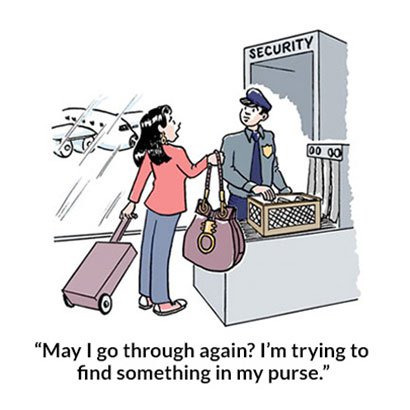 SECURITY
“May I go through again? I’m trying to
find something in my purse.”